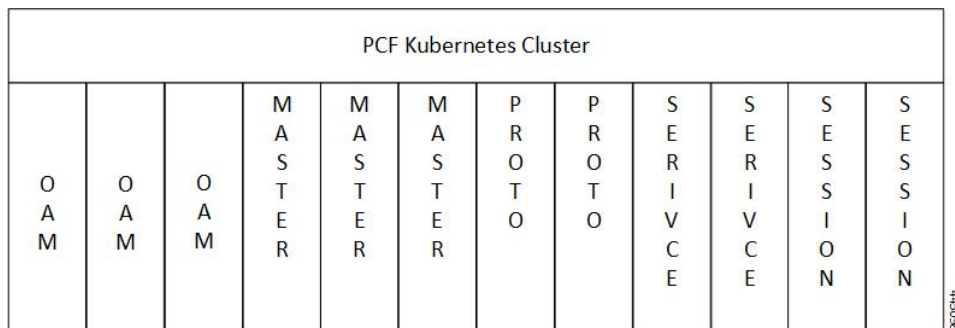 PCF Kubernetes Cluster
OAM
OAM
OAM
MASTER
MASTER
MASTER
PROTO
PROTO
SERIVCE
SERIVCE
SESSION
SESSION